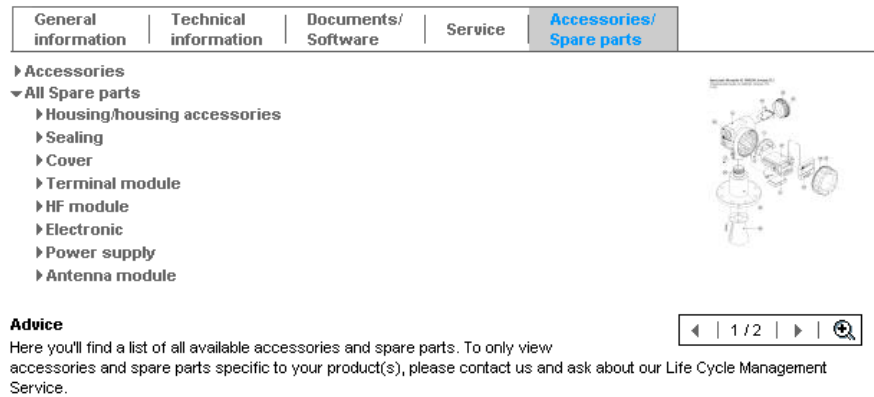 General information
Technical information
Documents/ Software
Service
Accessories/ Spare parts
Accessories
All Spare parts
Housing/housing accessories
Sealing
Cover
Terminal module
HF module
Electronic
Power supply
Antenna module
Advice
1 / 2
Here you'll find a list of all available accessories and spare parts. To only view
accessories and spare parts specific to your product(s), please contact us and ask about our Life Cycle Management
Service.